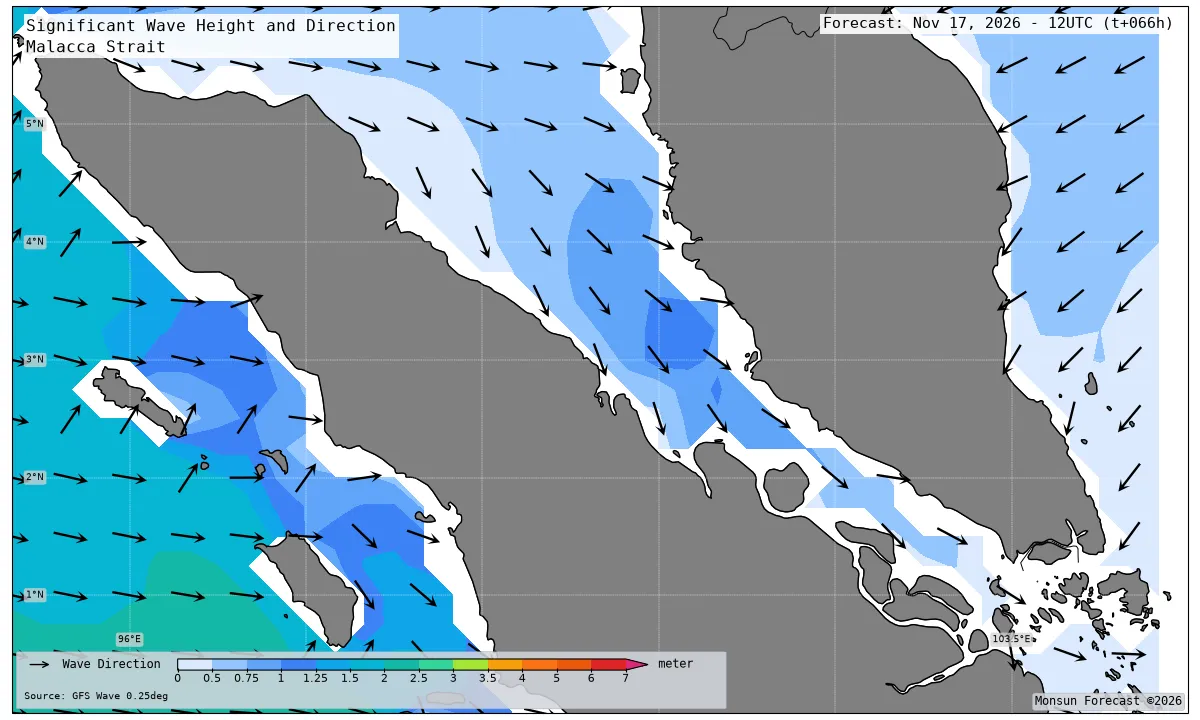 Significant Wave Height and Direction
Malacca Strait
Forecast: Nov 17, 2026 - 12UTC (t+066h)
5°N
4°N
3°N
2°N
1°N
96°E
103.5°E
Wave Direction
meter
0 0.5 0.75 1 1.25 1.5 2 2.5 3 3.5 4 5 6 7
Source: GFS Wave 0.25deg
Monsun Forecast ©2026